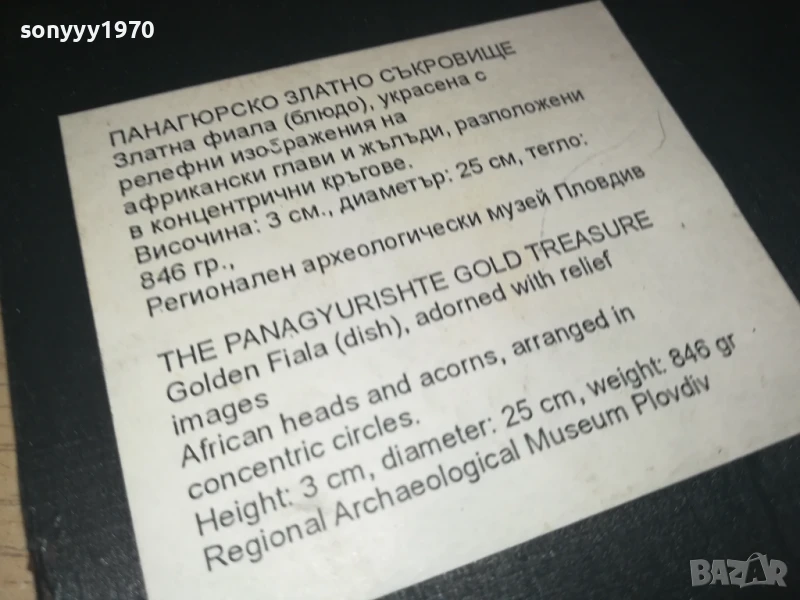 sonyyy1970
ПАНАГЮРСКО ЗЛАТНО СЪКРОВИЩЕ
Златна фиала (блюдо), украсена с
релефни изображения на
африкански глави и жълъди, разположени
в концентрични кръгове.
Височина: 3 см., диаметър: 25 см, тегло:
846 гр.,
Регионален археологически музей Пловдив
THE PANAGYURISHTE GOLD TREASURE
Golden Fiala (dish), adorned with relief
images
African heads and acorns, arranged in
concentric circles.
Height: 3 cm, diameter: 25 cm, weight: 846 gr
Regional Archaeological Museum Plovdiv
BAZAR